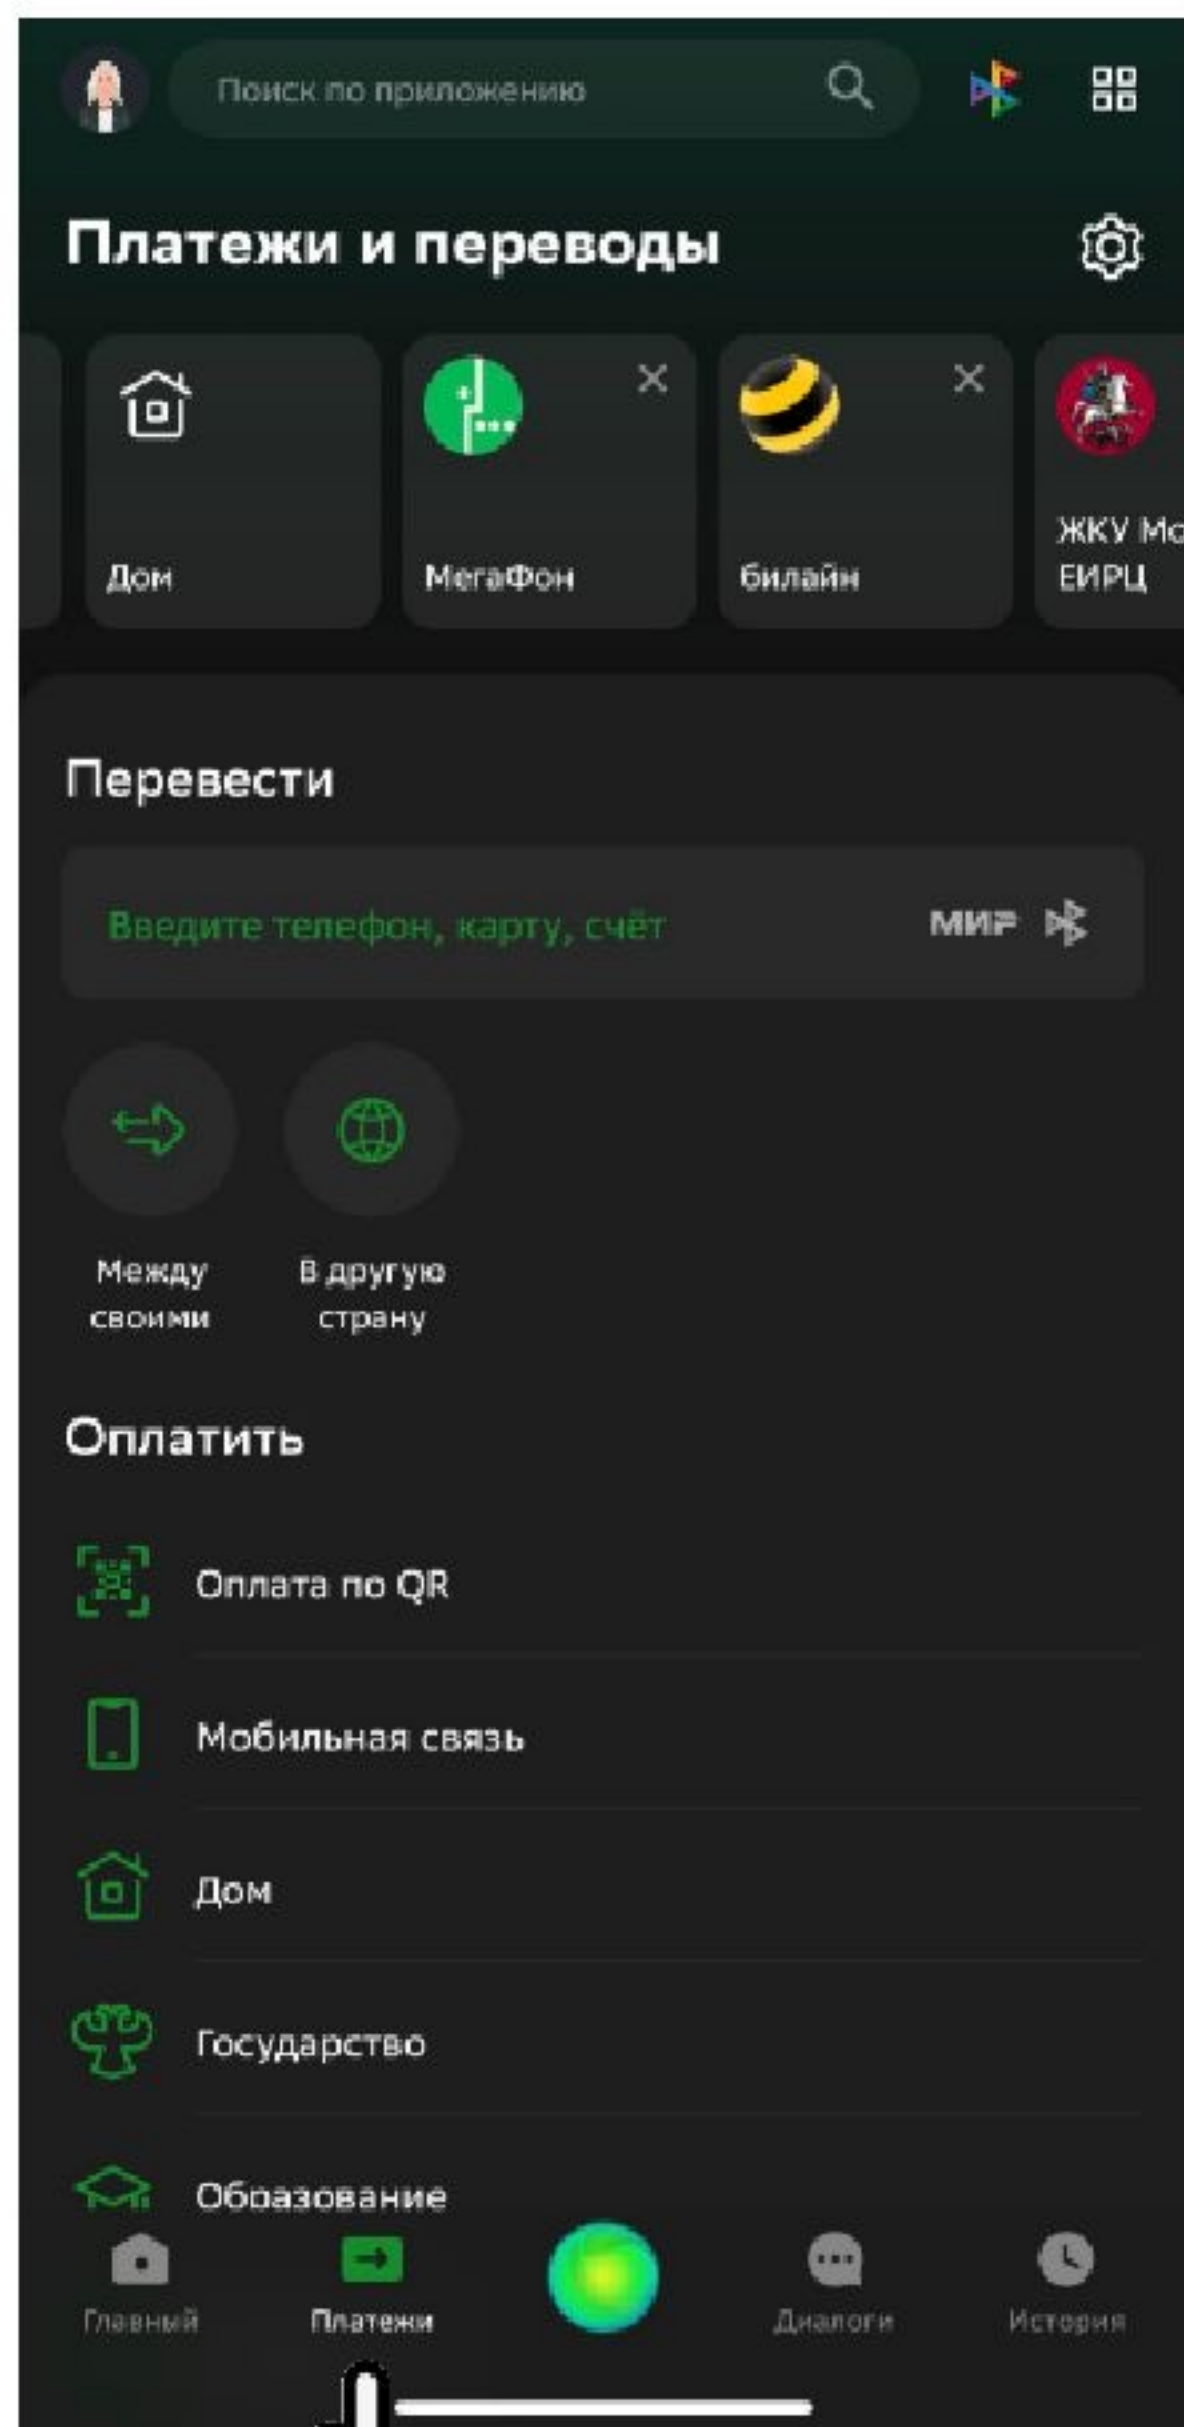 Поиск по приложению
Платежи и переводы
Дом
МегаФон
билайн
ЖКУ Мо
ЕИРЦ
Перевести
Введите телефон, карту, счёт
МИР
Между
своими
В другую
страну
Оплатить
Оплата по QR
Мобильная связь
Дом
Государство
Образование
Главный
Платежи
Диалоги
История